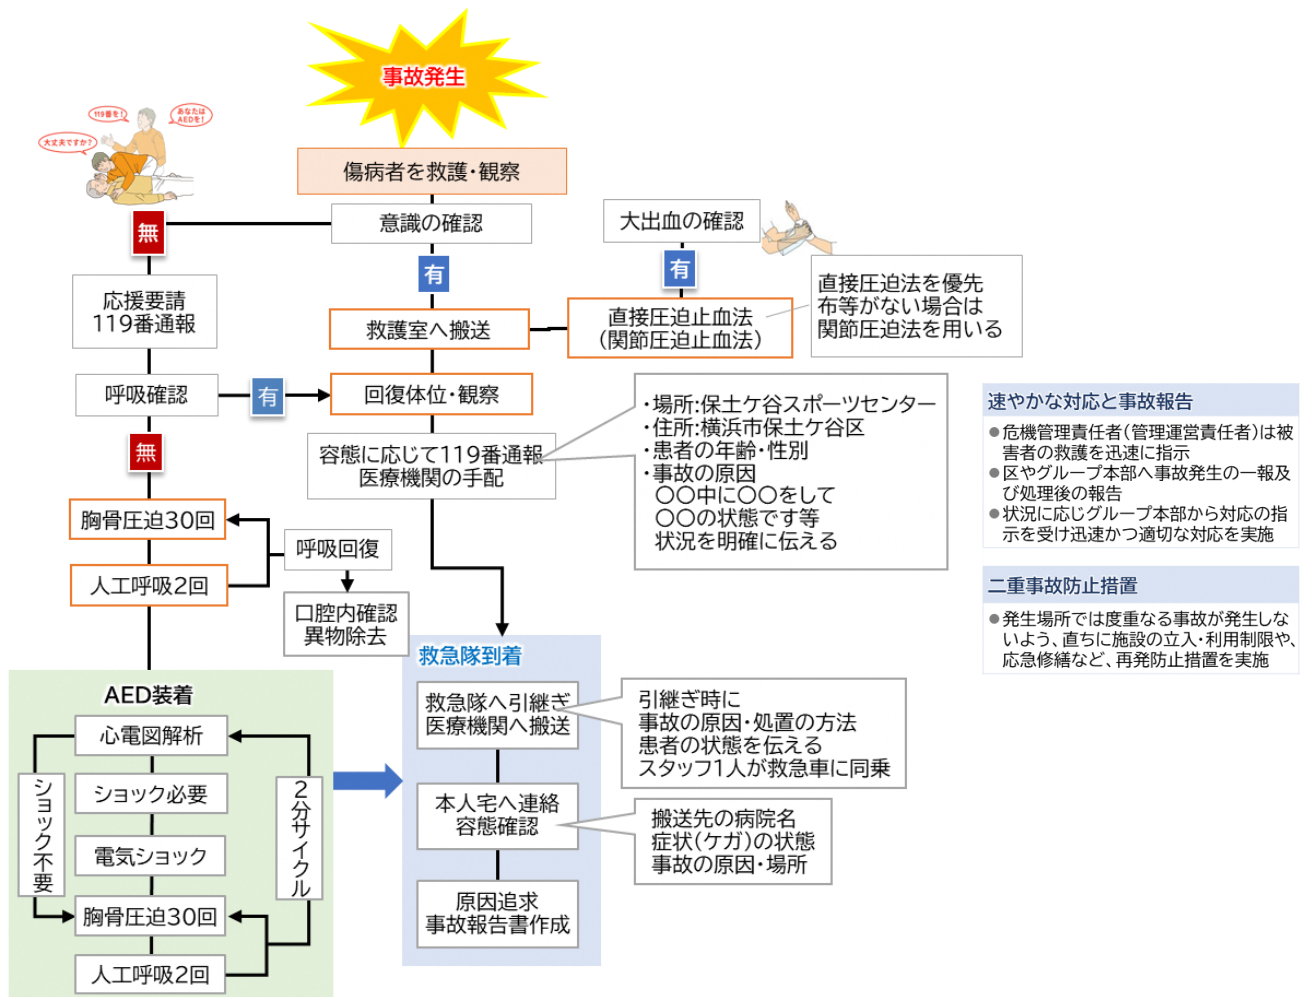 事故発生
119番を！
あなたは
AEDを！
大丈夫ですか？
傷病者を救護・観察
意識の確認
無
有
大出血の確認
有
応援要請
119番通報
救護室へ搬送
直接圧迫止血法
（関節圧迫止血法）
直接圧迫法を優先
布等がない場合は
関節圧迫法を用いる
呼吸確認
有
回復体位・観察
無
容態に応じて119番通報
医療機関の手配
・場所:保土ケ谷スポーツセンター
・住所:横浜市保土ケ谷区
・患者の年齢・性別
・事故の原因
〇〇中に〇〇をして
〇〇の状態です等
状況を明確に伝える
胸骨圧迫30回
人工呼吸2回
呼吸回復
口腔内確認
異物除去
AED装着
心電図解析
ショック必要
電気ショック
胸骨圧迫30回
人工呼吸2回
ショック不要
2分サイクル
救急隊到着
救急隊へ引継ぎ
医療機関へ搬送
引継ぎ時に
事故の原因・処置の方法
患者の状態を伝える
スタッフ1人が救急車に同乗
本人宅へ連絡
容態確認
搬送先の病院名
症状（ケガ）の状態
事故の原因・場所
原因追求
事故報告書作成
速やかな対応と事故報告
●危機管理責任者（管理運営責任者）は被
害者の救護を迅速に指示
●区やグループ本部へ事故発生の一報及
び処理後の報告
●状況に応じグループ本部から対応の指
示を受け迅速かつ適切な対応を実施
二重事故防止措置
●発生場所では度重なる事故が発生しな
いよう、直ちに施設の立入・利用制限や、
応急修繕など、再発防止措置を実施